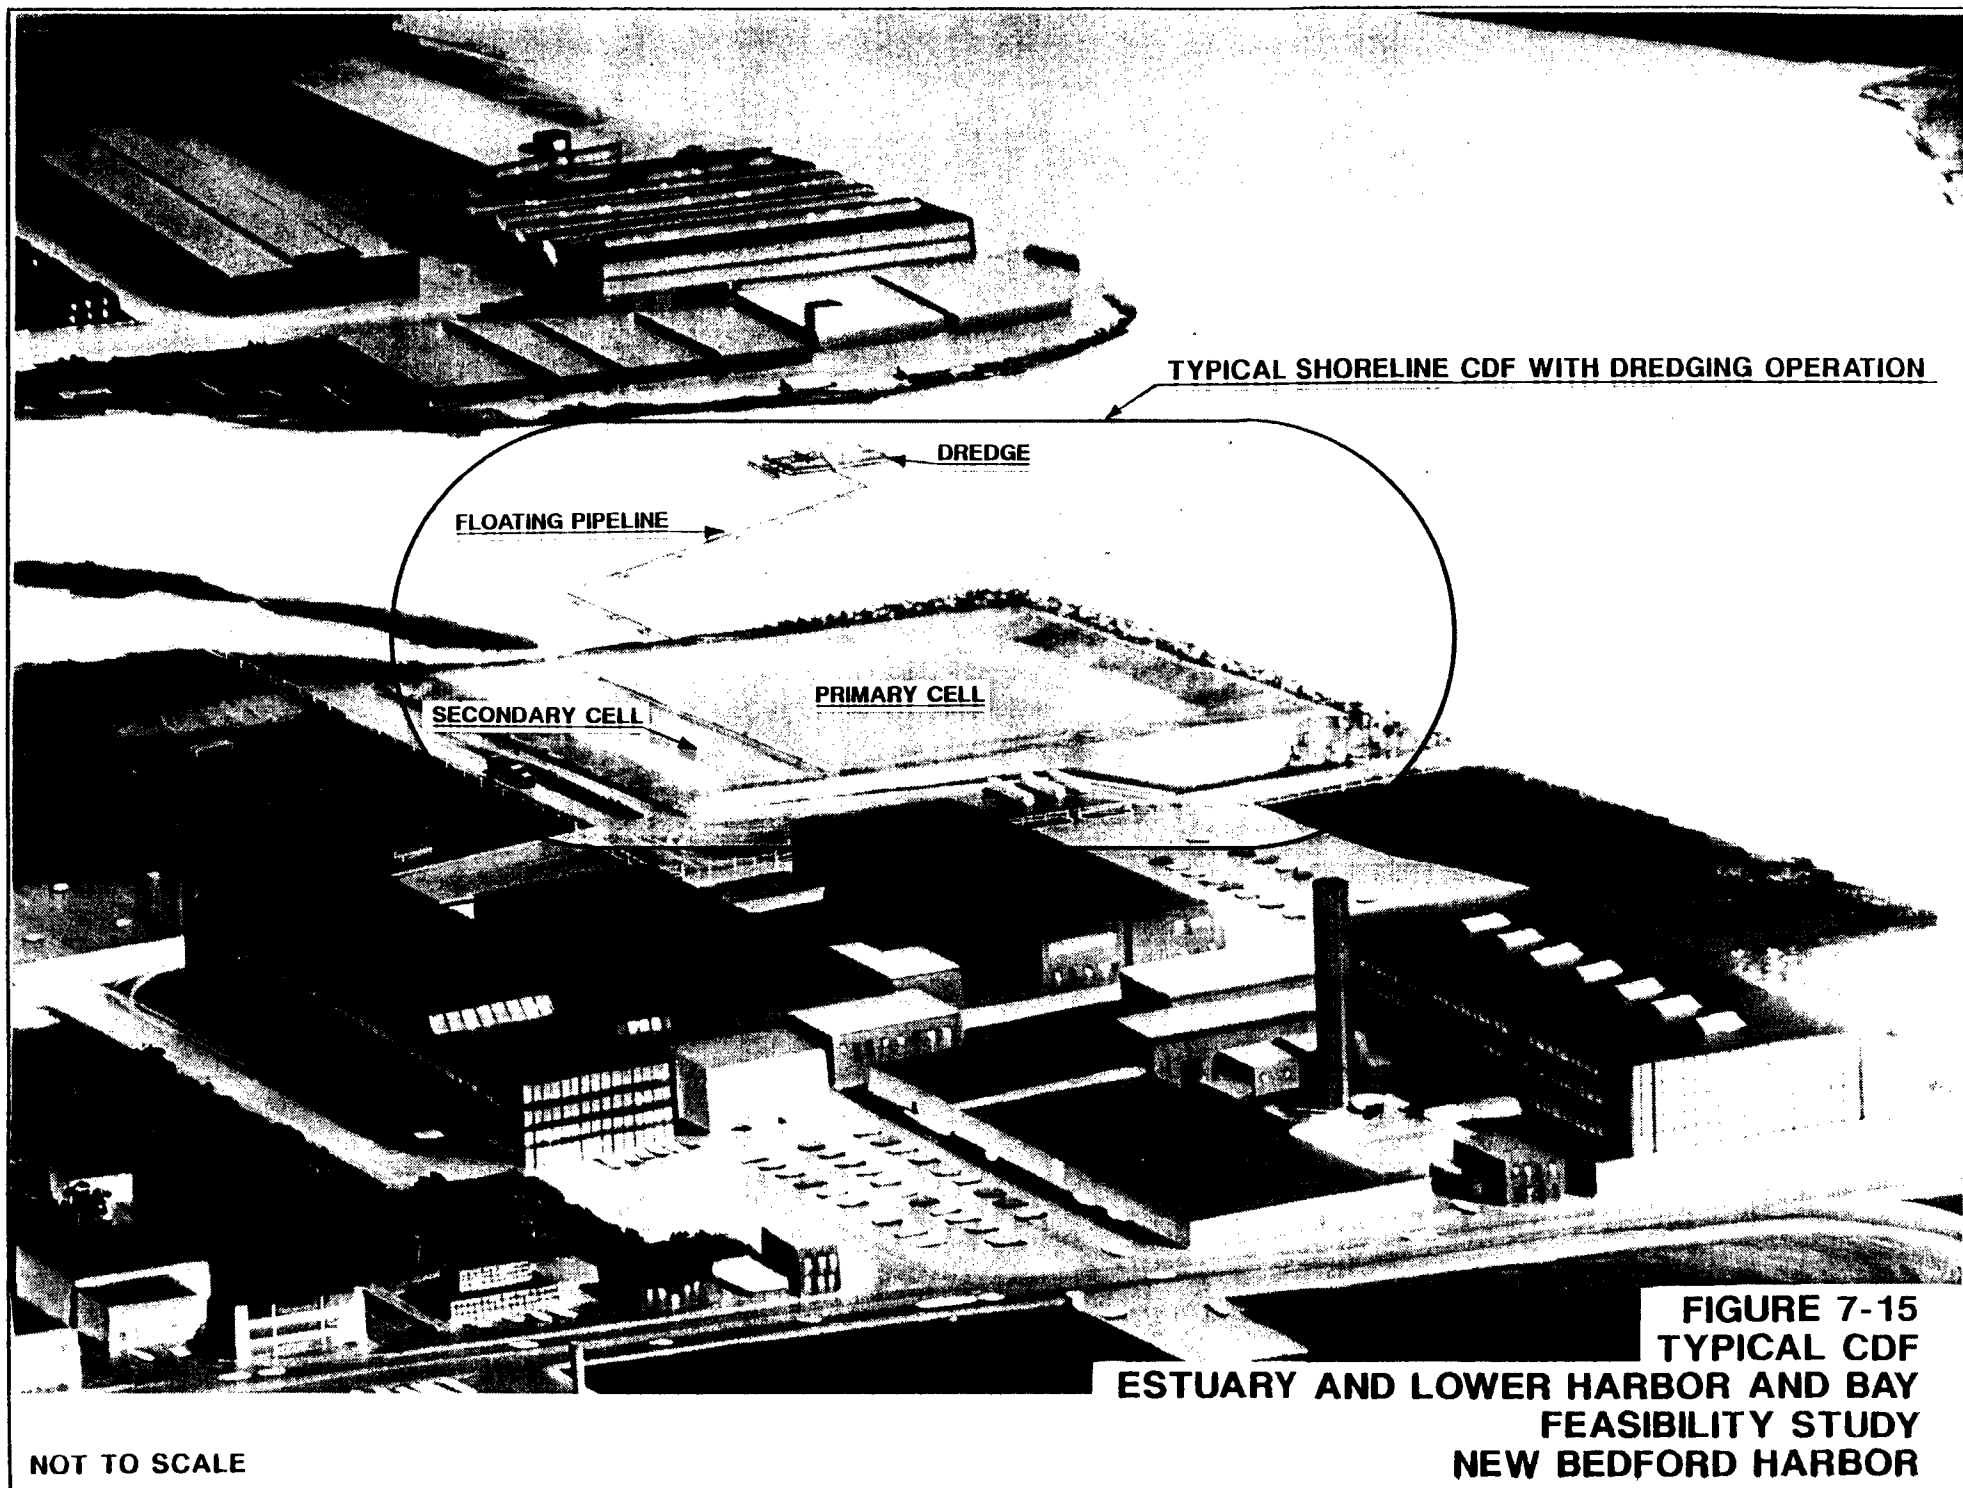 TYPICAL SHORELINE CDF WITH DREDGING OPERATION
DREDGE
FLOATING PIPELINE
PRIMARY CELL
SECONDARY CELL
FIGURE 7-15
TYPICAL CDF
ESTUARY AND LOWER HARBOR AND BAY
FEASIBILITY STUDY
NEW BEDFORD HARBOR
NOT TO SCALE